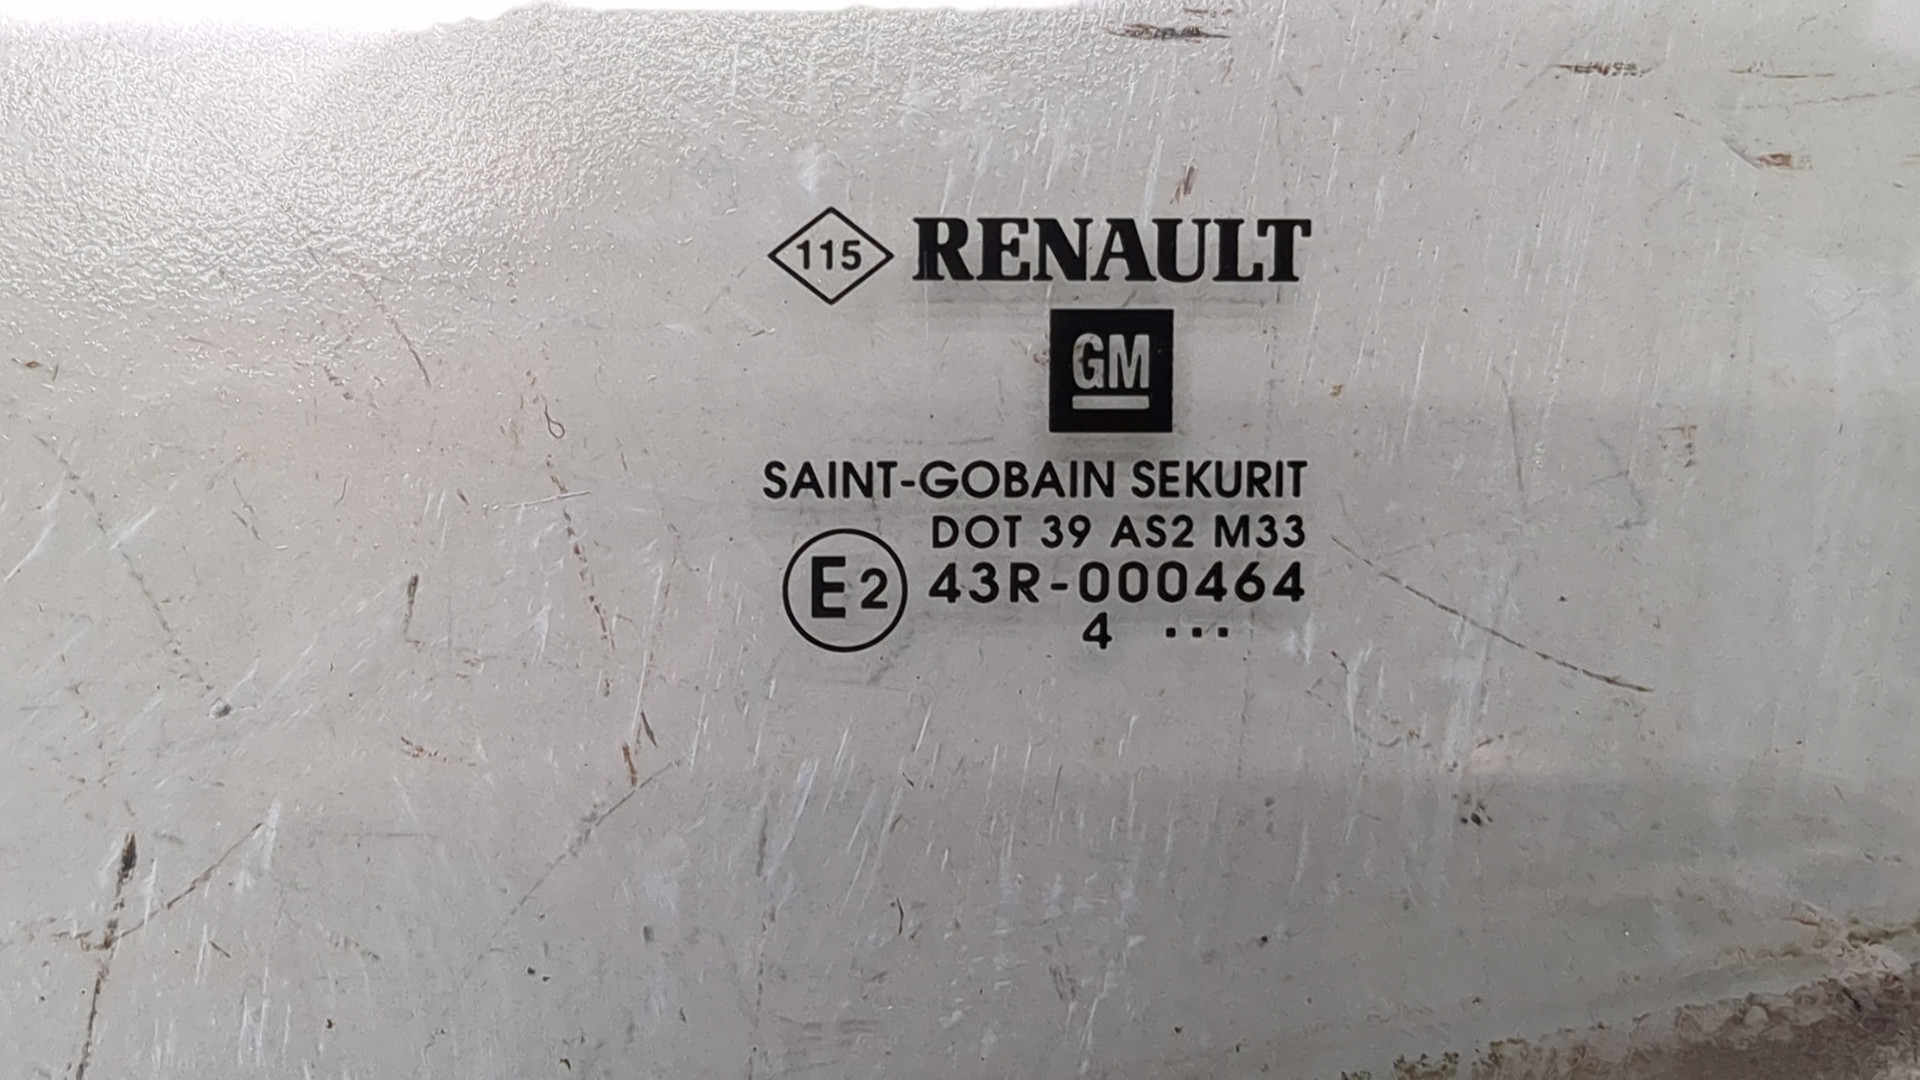 115 RENAULT
GM
SAINT-GOBAIN SEKURIT
DOT 39 AS2 M33
E2 43R-000464
4 ...